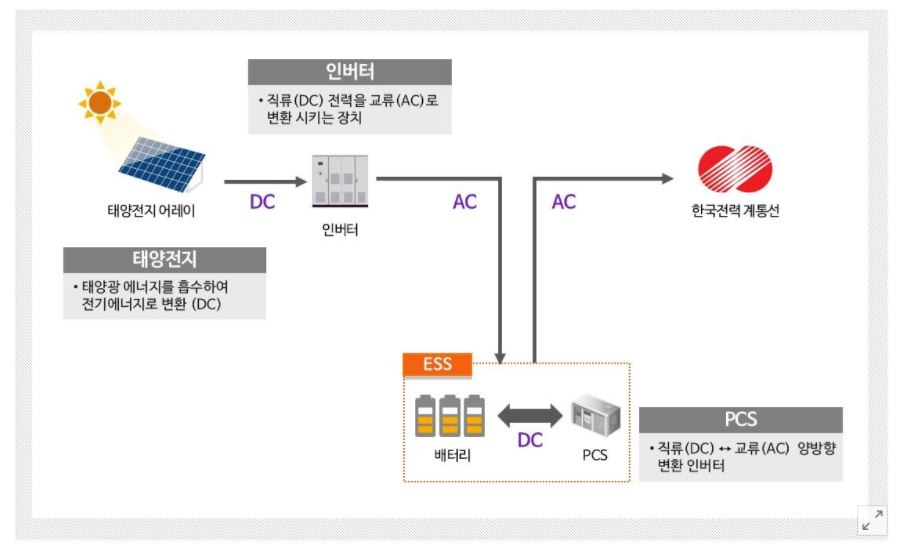 인버터
• 직류(DC) 전력을 교류(AC)로
변환 시키는 장치
태양전지 어레이
DC
인버터
AC
AC
한국전력 계통선
태양전지
• 태양광 에너지를 흡수하여
전기에너지로 변환 (DC)
ESS
배터리
DC
PCS
PCS
• 직류(DC) ↔ 교류(AC) 양방향
변환 인버터